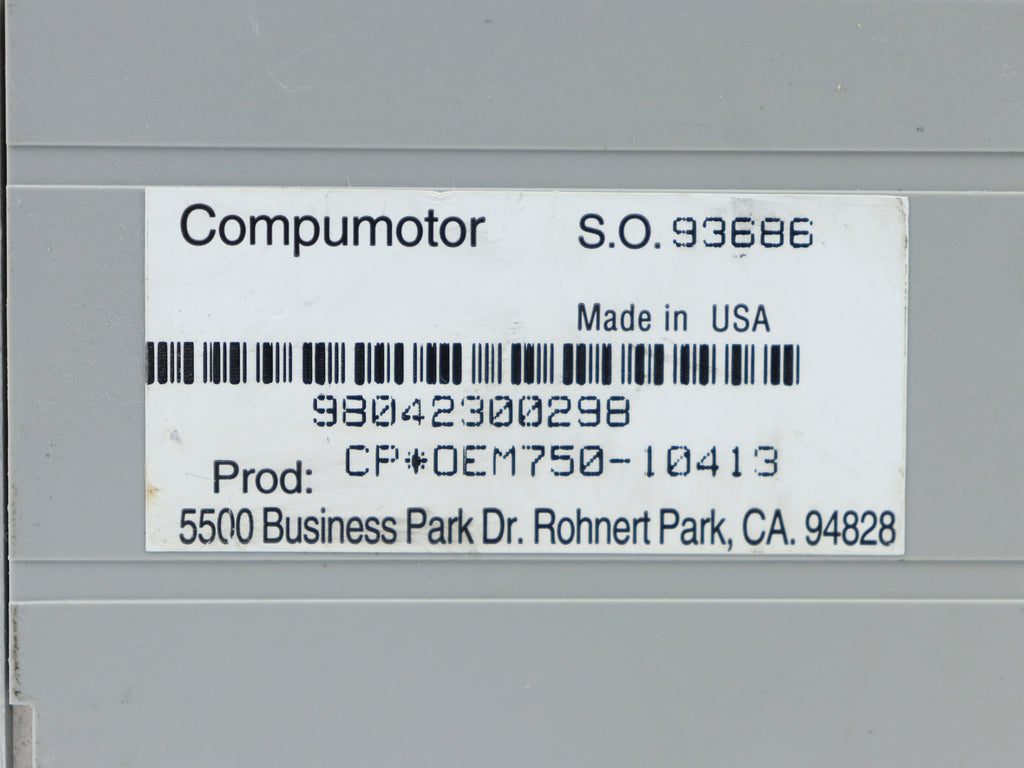 Compumotor S.O. 93686
Made in USA
98042300298
Prod: CP*OEM750-10413
5500 Business Park Dr. Rohnert Park, CA. 94828